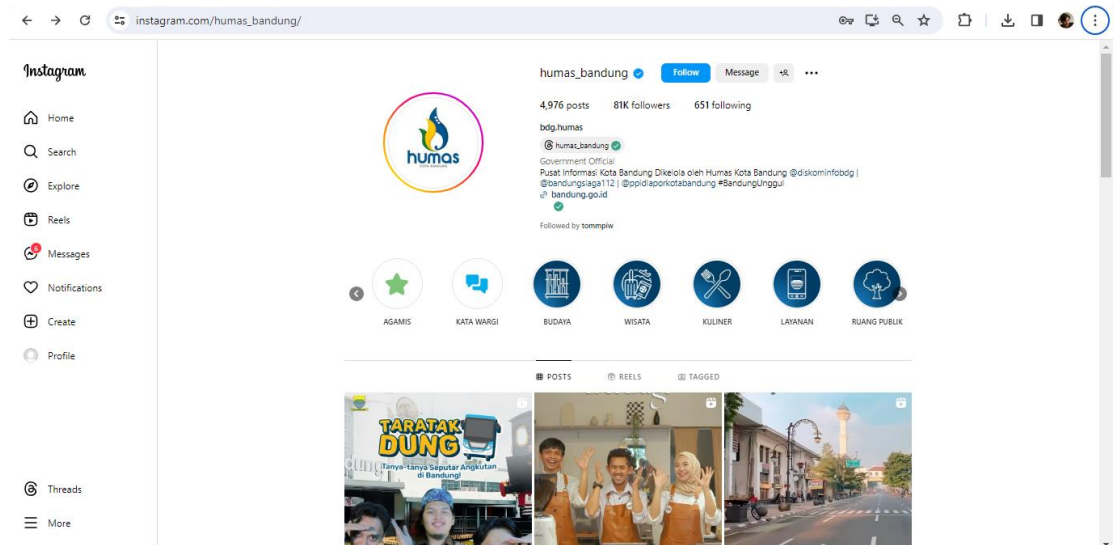 instagram.com/humas_bandung/
Instagram
Home
Search
Explore
Reels
6
Messages
Notifications
Create
Profile
Threads
More
humas_bandung
Follow
Message
4,976 posts
81K followers
651 following
bdg.humas
humas_bandung
Government Official
Pusat Informasi Kota Bandung Dikelola oleh Humas Kota Bandung @diskominfobdg |
@bandungsiaga112 | @ppidlaporkotabandung #BandungUnggul
bandung.go.id
Followed by tommpiw
humas
KOTA BANDUNG
AGAMIS
KATA WARGI
BUDAYA
WISATA
KULINER
LAYANAN
RUANG PUBLIK
POSTS
REELS
TAGGED
TARATAK
DUNG
Tanya-tanya Seputar Angkutan
di Bandung!